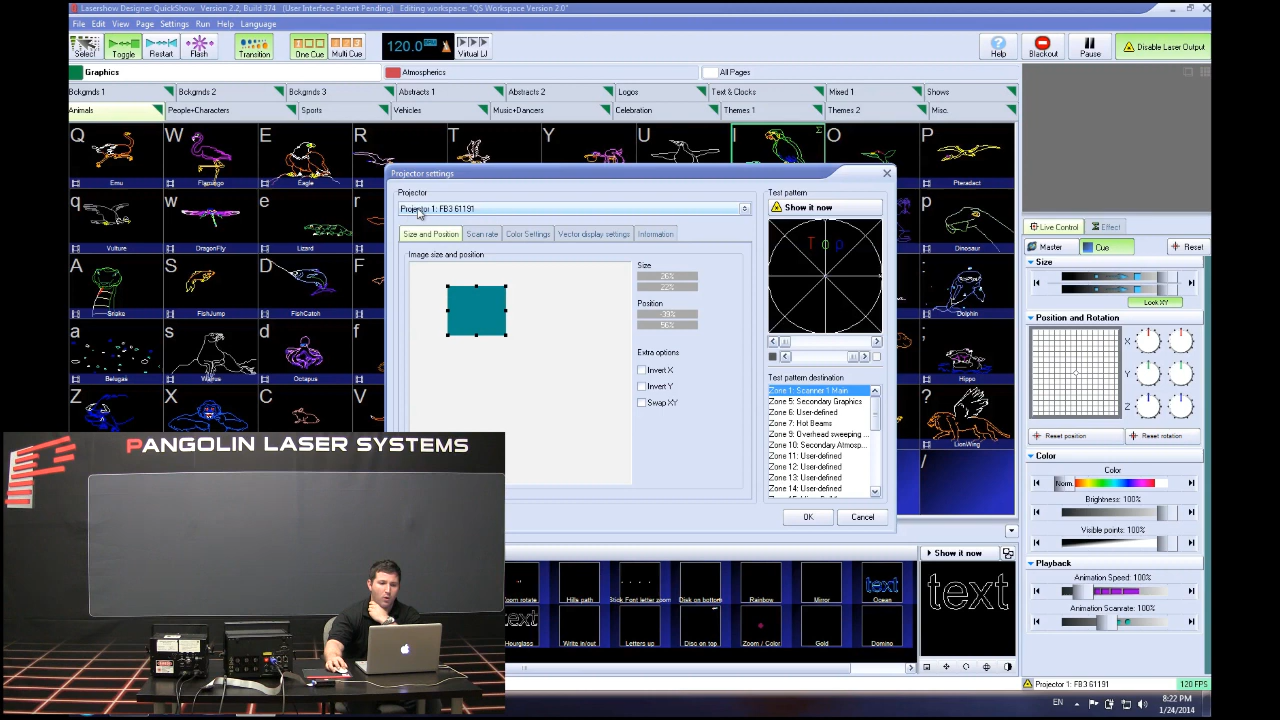 Lasershow Designer QuickShow Version 2.2, Build 374 (User Interface Patent Pending) Editing workspace: "QS Workspace Version 2.0"
File Edit View Page Settings Run Help Language
Select Toggle Restart Flash Transition One Cue Multi Cue 120.0 Virtual LJ Help Blackout Pause Disable Laser Output
Graphics Atmospherics All Pages
Bckgrnds 1 Bckgrnds 2 Bckgrnds 3 Abstracts 1 Abstracts 2 Logos Text & Clocks Mixed 1 Shows
Animals People+Characters Sports Vehicles Music+Dancers Celebration Themes 1 Themes 2 Misc.
Q W E R T Y U I O P
Emu Flamingo Eagle Pteradact
q w e r
Vulture DragonFly Lizard Dinosaur
A S D F
Snake FishJump FishCatch Dolphin
a s d f
Belugas Walrus Octapus Hippo
Z X C
LionWing
/
Projector settings
Projector
Projector 1: FB3 61191
Size and Position Scan rate Color Settings Vector display settings Information
Image size and position
Size
26%
22%
Position
-39%
56%
Extra options
Invert X
Invert Y
Swap XY
Test pattern
Show it now
Top
Test pattern destination
Zone 1: Scanner 1 Main
Zone 5: Secondary Graphics
Zone 6: User-defined
Zone 7: Hot Beams
Zone 9: Overhead sweeping ...
Zone 10: Secondary Atmosp...
Zone 11: User-defined
Zone 12: User-defined
Zone 13: User-defined
Zone 14: User-defined
OK Cancel
Live Control Effect
Master Cue Reset
Size
Lock XY
Position and Rotation
X
Y
Z
Reset position Reset rotation
Color
Color
Norm.
Brightness: 100%
Visible points: 100%
Playback
Animation Speed: 100%
Animation Scanrate: 100%
Show it now
text
Zoom rotate Hills path Stick Font letter zoom Disk on bottom Rainbow Mirror Ocean
text
Hourglass Write in/out Letters up Disc on top Zoom / Color Gold Domino
text
PANGOLIN LASER SYSTEMS
Projector 1: FB3 61191 120 FPS
EN 8:22 PM
1/24/2014